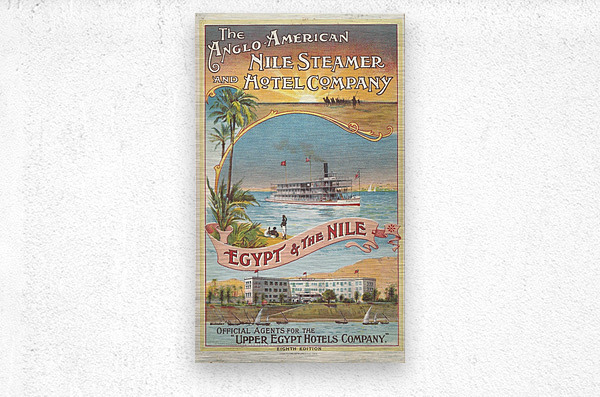 The
Anglo-American
Nile Steamer
and Hotel Company
Egypt & the Nile
Official Agents for the
"Upper Egypt Hotels Company."
Eighth Edition